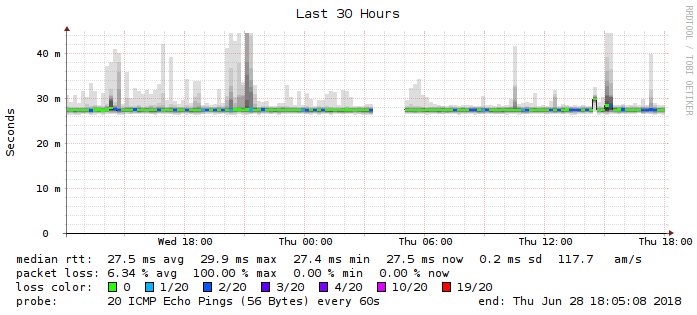 Last 30 Hours
RRDTOOL / TOBI OETIKER
Seconds
40 m
30 m
20 m
10 m
0
Wed 18:00 Thu 00:00 Thu 06:00 Thu 12:00 Thu 18:00
median rtt: 27.5 ms avg 29.9 ms max 27.4 ms min 27.5 ms now 0.2 ms sd 117.7 am/s
packet loss: 6.34 % avg 100.00 % max 0.00 % min 0.00 % now
loss color: 0 1/20 2/20 3/20 4/20 10/20 19/20
probe: 20 ICMP Echo Pings (56 Bytes) every 60s end: Thu Jun 28 18:05:08 2018